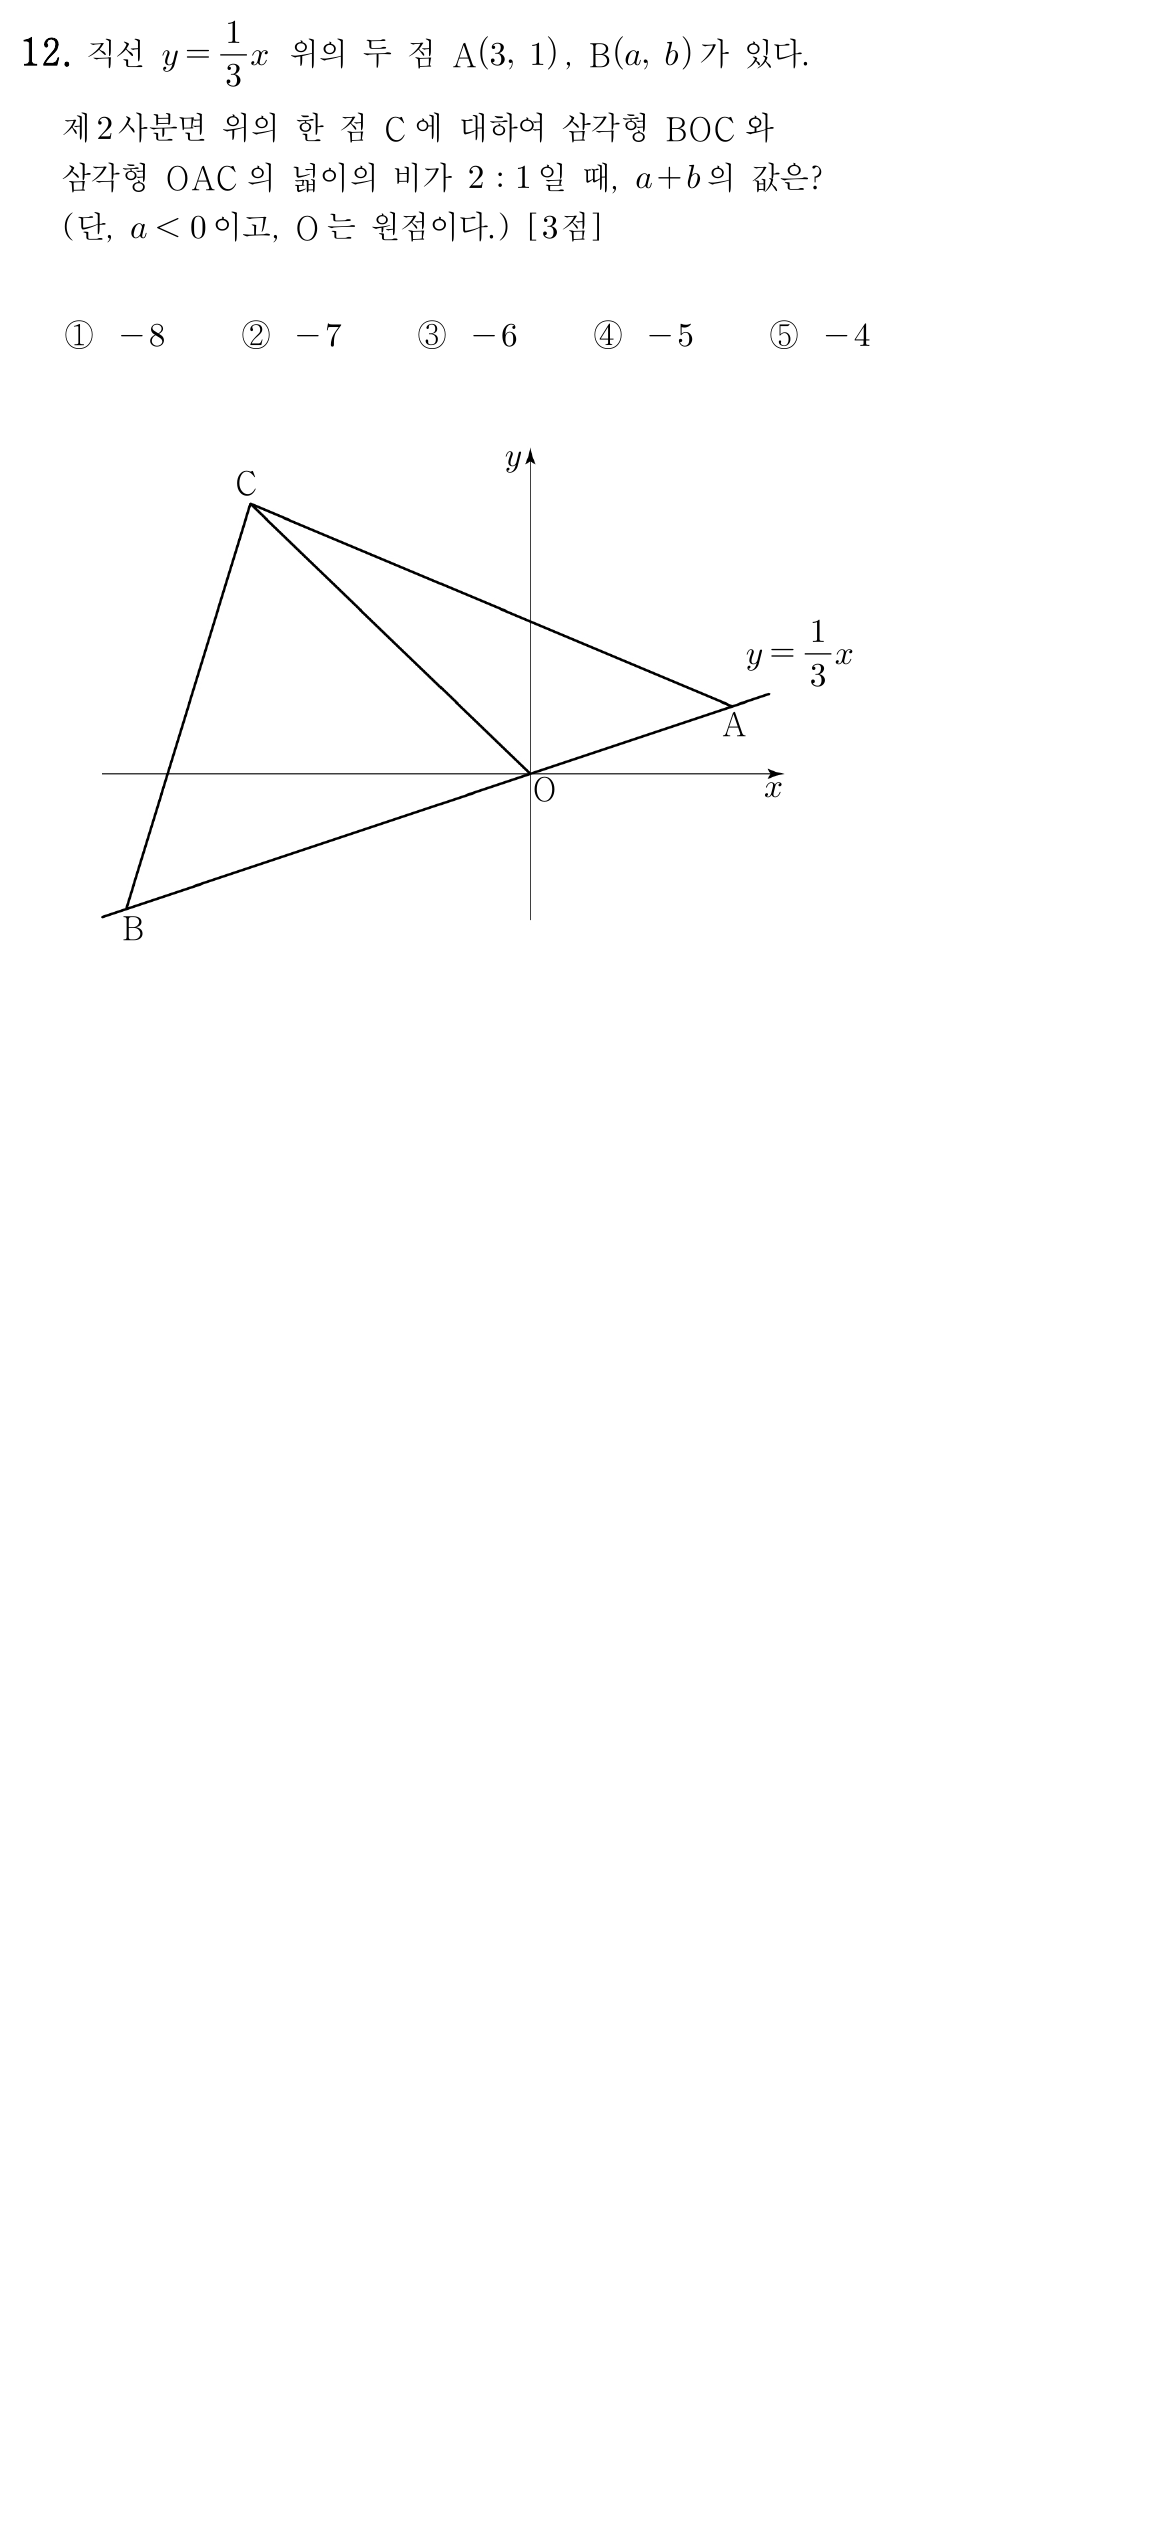 12. 직선 y=1/3x 위의 두 점 A(3, 1), B(a, b)가 있다.
제2사분면 위의 한 점 C에 대하여 삼각형 BOC와
삼각형 OAC의 넓이의 비가 2 : 1일 때, a+b의 값은?
(단, a<0이고, O는 원점이다.) [3점]
① -8 ② -7 ③ -6 ④ -5 ⑤ -4
y
C
y=1/3x
A
O
x
B